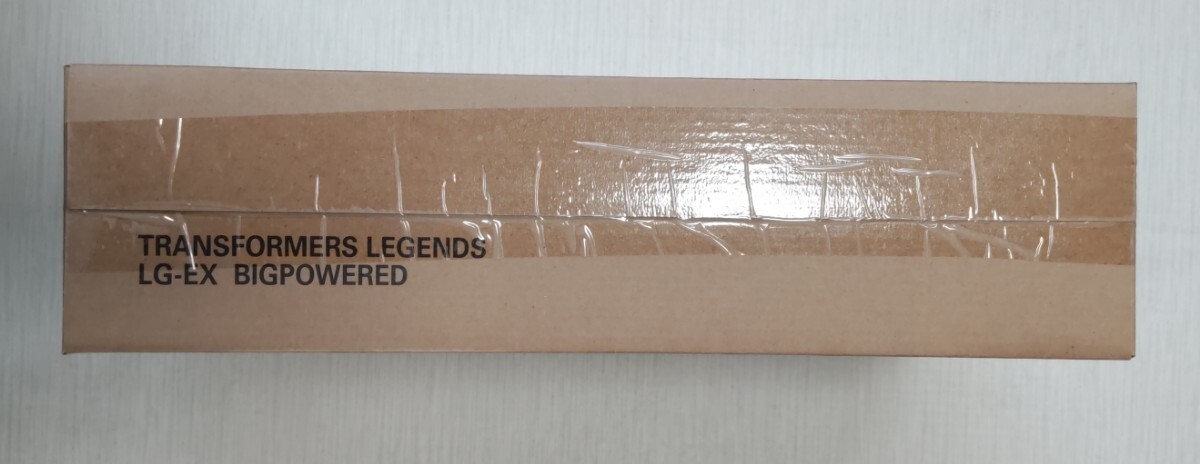 TRANSFORMERS LEGENDS
LG-EX BIGPOWERED